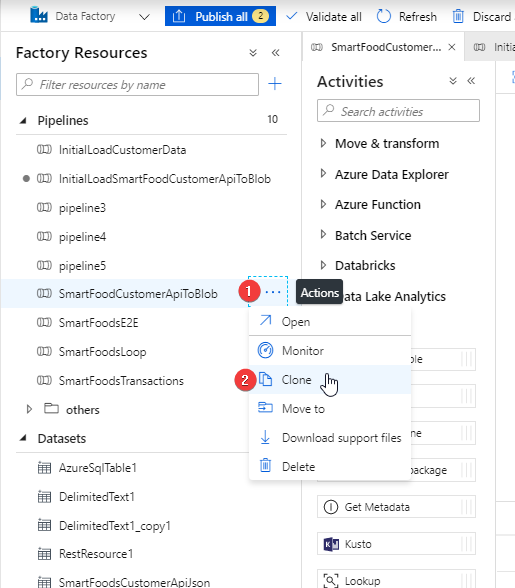 Data Factory
Publish all 2
Validate all
Refresh
Discard
Factory Resources
Filter resources by name
Pipelines 10
InitialLoadCustomerData
InitialLoadSmartFoodCustomerApiToBlob
pipeline3
pipeline4
pipeline5
SmartFoodCustomerApiToBlob
SmartFoodsE2E
SmartFoodsLoop
SmartFoodsTransactions
others
Datasets
AzureSqlTable1
DelimitedText1
DelimitedText1_copy1
RestResource1
SmartFoodsCustomerApiJson
1
Actions
Open
Monitor
2
Clone
Move to
Download support files
Delete
SmartFoodCustomer...
Initia
Activities
Search activities
Move & transform
Azure Data Explorer
Azure Function
Batch Service
Databricks
Data Lake Analytics
package
Get Metadata
Kusto
Lookup